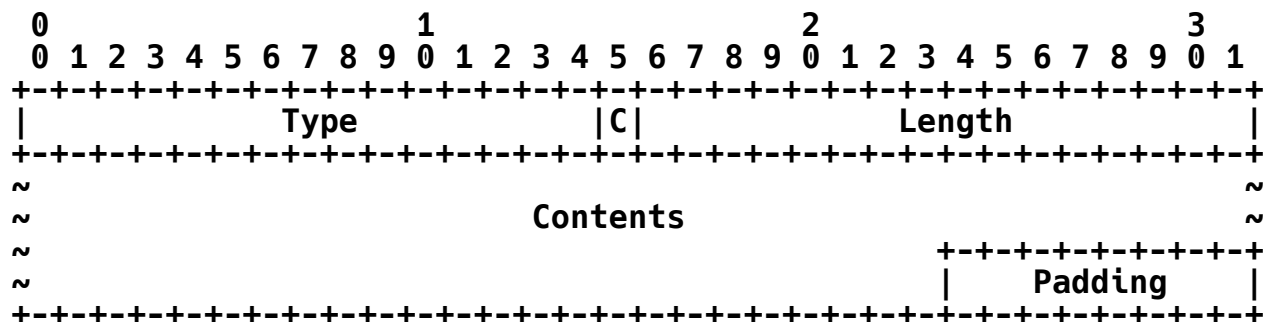 0                   1                   2                   3
 0 1 2 3 4 5 6 7 8 9 0 1 2 3 4 5 6 7 8 9 0 1 2 3 4 5 6 7 8 9 0 1
+-+-+-+-+-+-+-+-+-+-+-+-+-+-+-+-+-+-+-+-+-+-+-+-+-+-+-+-+-+-+-+-+
|             Type            |C|             Length            |
+-+-+-+-+-+-+-+-+-+-+-+-+-+-+-+-+-+-+-+-+-+-+-+-+-+-+-+-+-+-+-+-+
~                                                               ~
~                          Contents                             ~
~                                               +-+-+-+-+-+-+-+-+
~                                               |    Padding    |
+-+-+-+-+-+-+-+-+-+-+-+-+-+-+-+-+-+-+-+-+-+-+-+-+-+-+-+-+-+-+-+-+